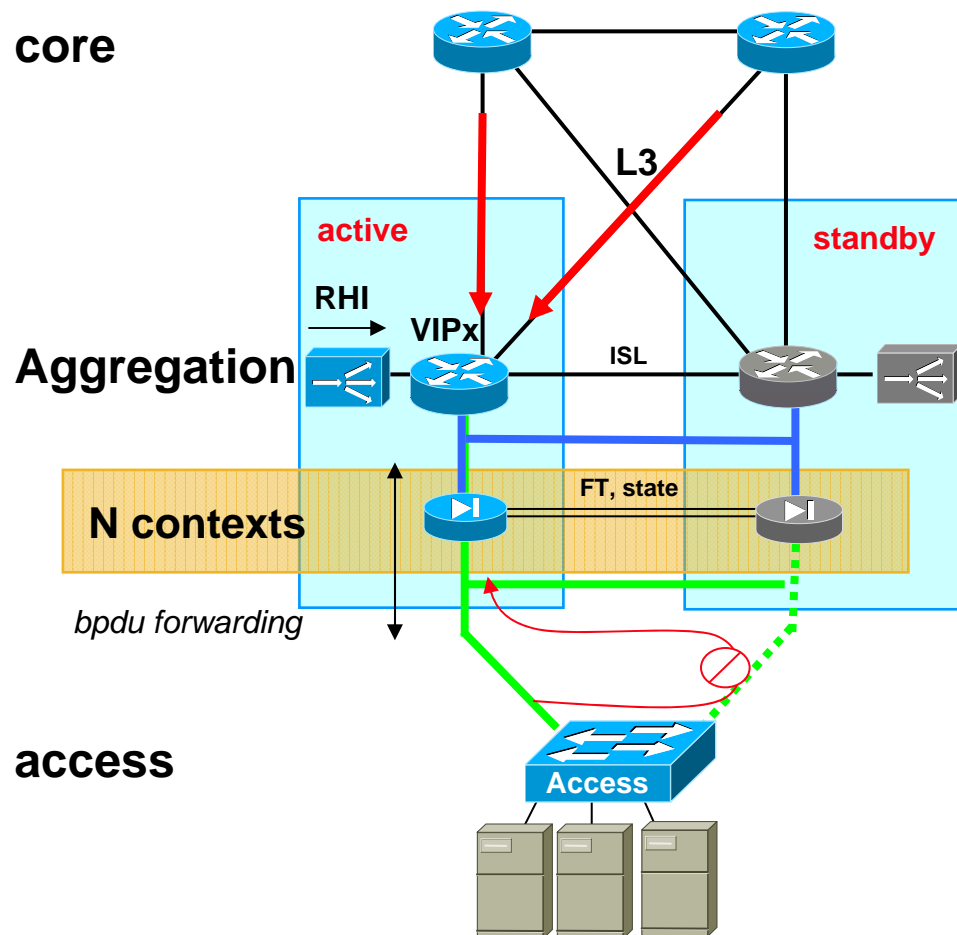 core
L3
active
standby
RHI
VIPx
ISL
Aggregation
FT, state
N contexts
bpdu forwarding
access
Access